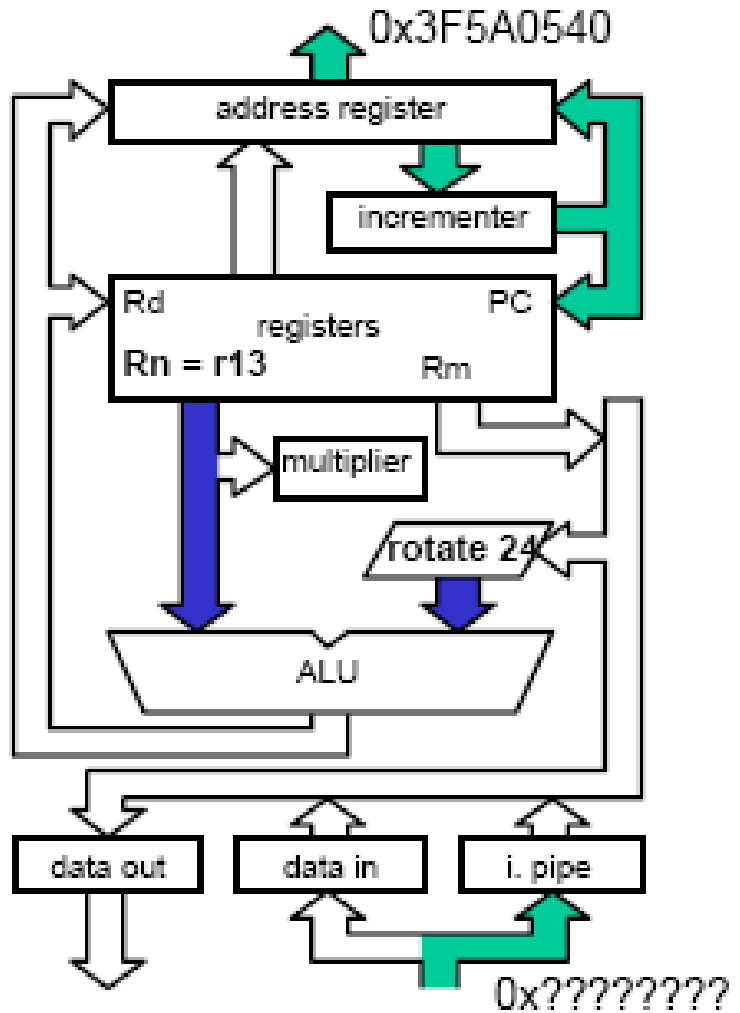 0x3F5A0540
address register
incrementer
Rd
PC
registers
Rn = r13
Rm
multiplier
rotate 24
ALU
data out
data in
i. pipe
0x????????